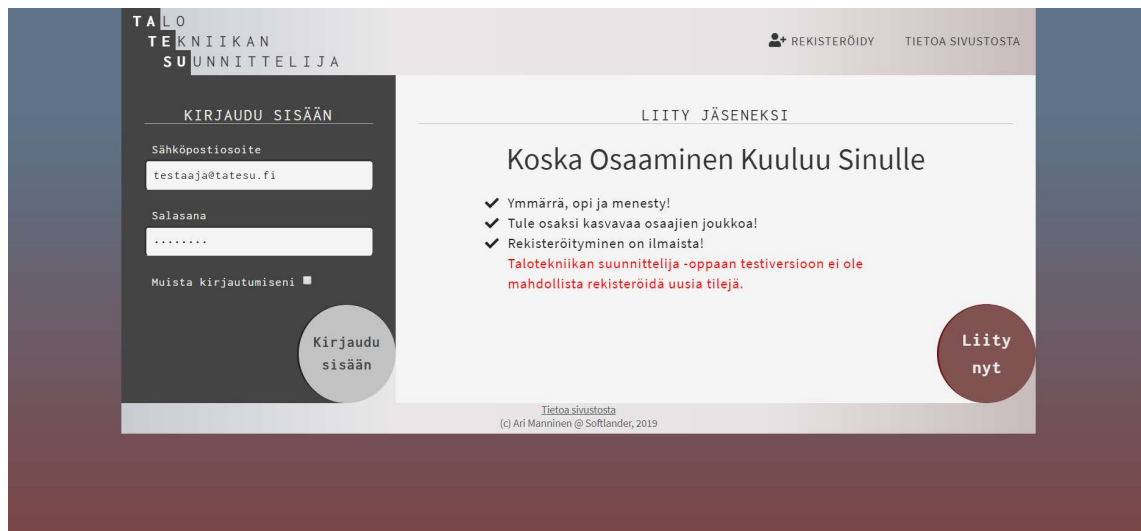 TALO
TEKNIIKAN
SUUNNITTELIJA
REKISTERÖIDY
TIETOA SIVUSTOSTA
KIRJAUDU SISÄÄN
Sähköpostiosoite
testaaja@tatesu.fi
Salasana
........
Muista kirjautumiseni
Kirjaudu
sisään
LIITY JÄSENEKSI
Koska Osaaminen Kuuluu Sinulle
Ymmärrä, opi ja menesty!
Tule osaksi kasvavaa osaajien joukkoa!
Rekisteröityminen on ilmaista!
Talotekniikan suunnittelija -oppaan testiversioon ei ole
mahdollista rekisteröidä uusia tilejä.
Liity
nyt
Tietoa sivustosta
(c) Ari Manninen @ Softlander, 2019